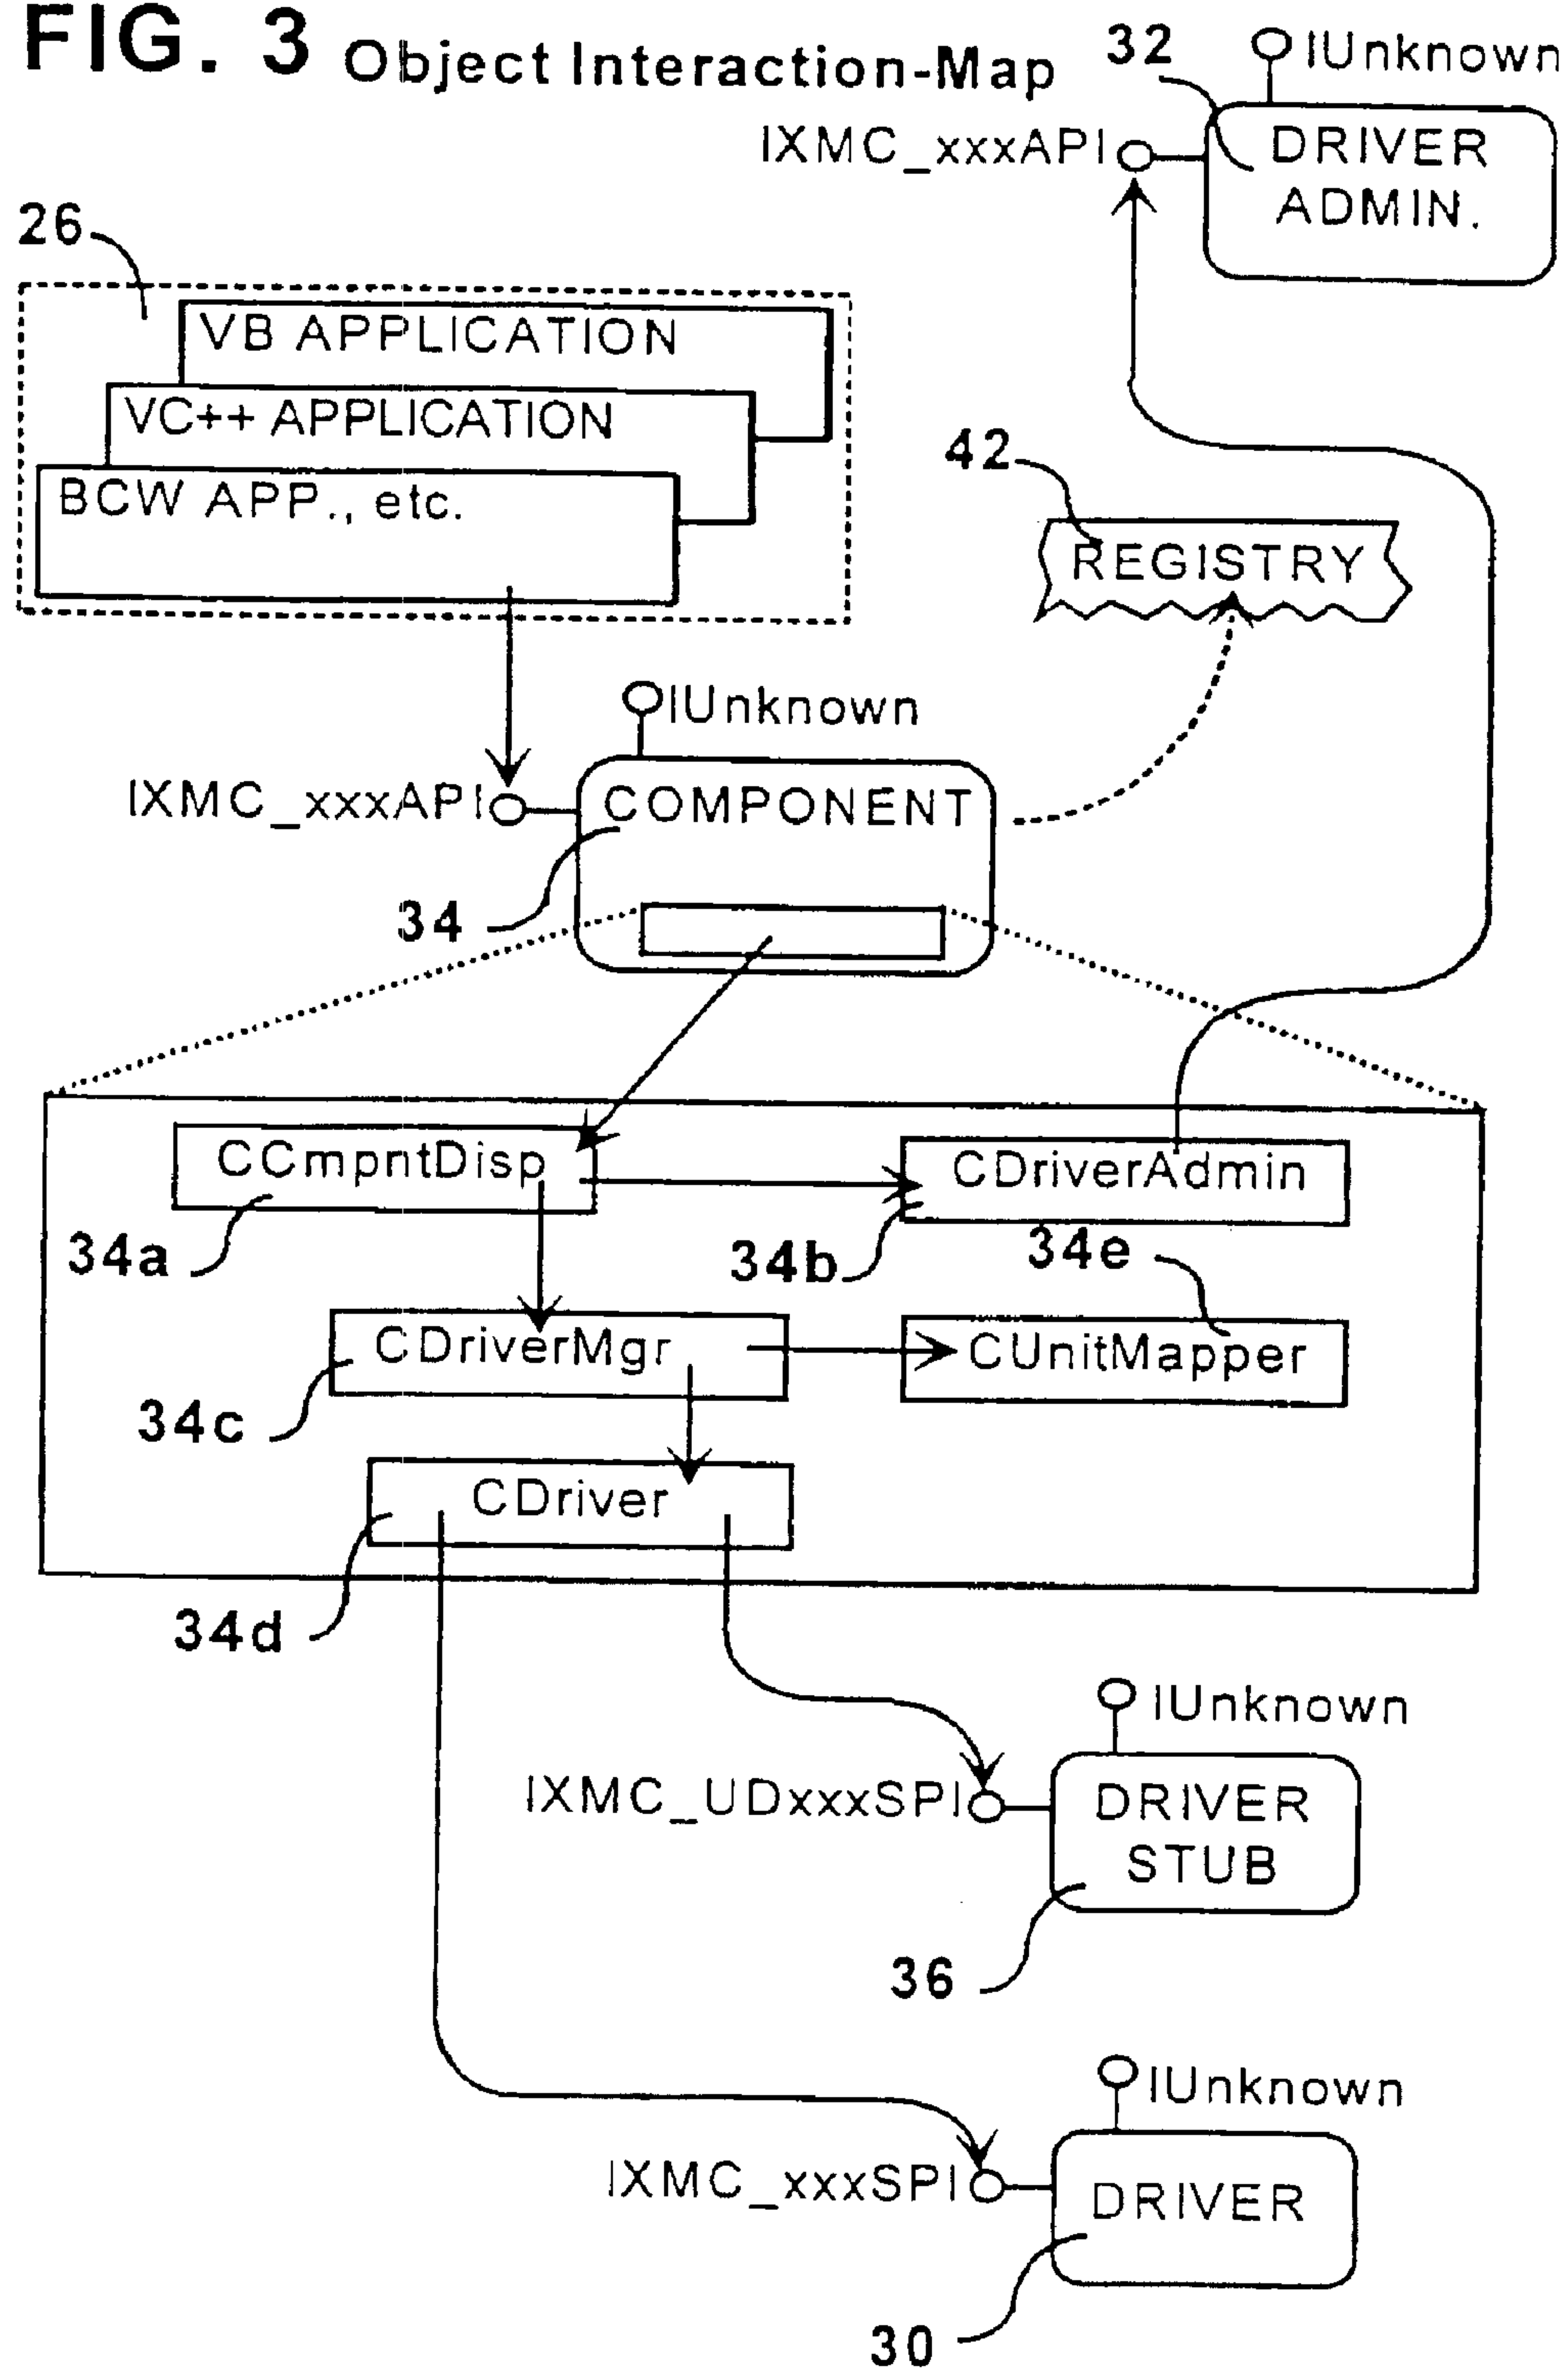 FIG. 3 Object Interaction-Map
32
IUnknown
IXMC_xxxAPI
DRIVER
ADMIN.
26
VB APPLICATION
VC++ APPLICATION
BCW APP., etc.
42
REGISTRY
IUnknown
IXMC_xxxAPI
COMPONENT
34
CCmpntDisp
CDriverAdmin
34a
34b
34e
CDriverMgr
CUnitMapper
34c
CDriver
34d
IUnknown
IXMC_UDxxxSPI
DRIVER
STUB
36
IUnknown
IXMC_xxxSPI
DRIVER
30